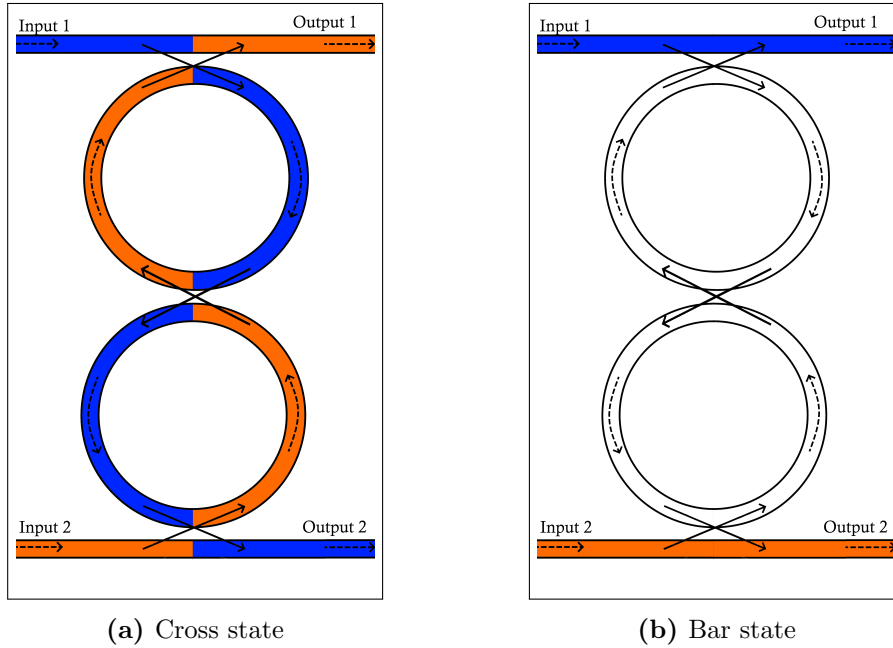 Input 1
Output 1
Input 2
Output 2
(a) Cross state
Input 1
Output 1
Input 2
Output 2
(b) Bar state